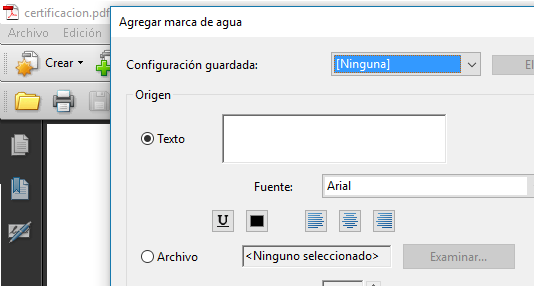 certificacion.pdf
Agregar marca de agua
Archivo Edición
Configuración guardada: [Ninguna] El
Crear
Origen
Texto
Fuente: Arial
U
Archivo <Ninguno seleccionado> Examinar...